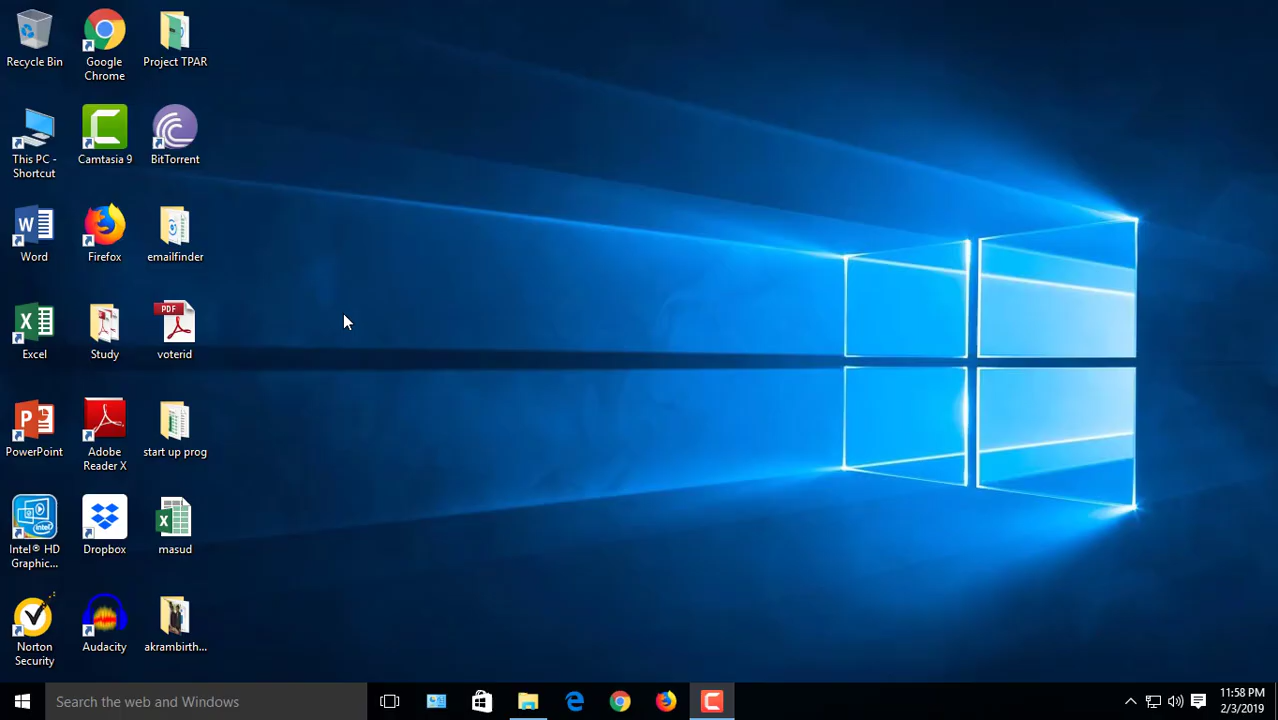 Recycle Bin
Google
Chrome
Project TPAR
This PC -
Shortcut
Camtasia 9
BitTorrent
W
Word
Firefox
emailfinder
X
Excel
Study
PDF
voterid
P
PowerPoint
Adobe
Reader X
start up prog
intel
Intel® HD
Graphic...
Dropbox
X
masud
Norton
Security
Audacity
akrambirth...
Search the web and Windows
11:58 PM
2/3/2019